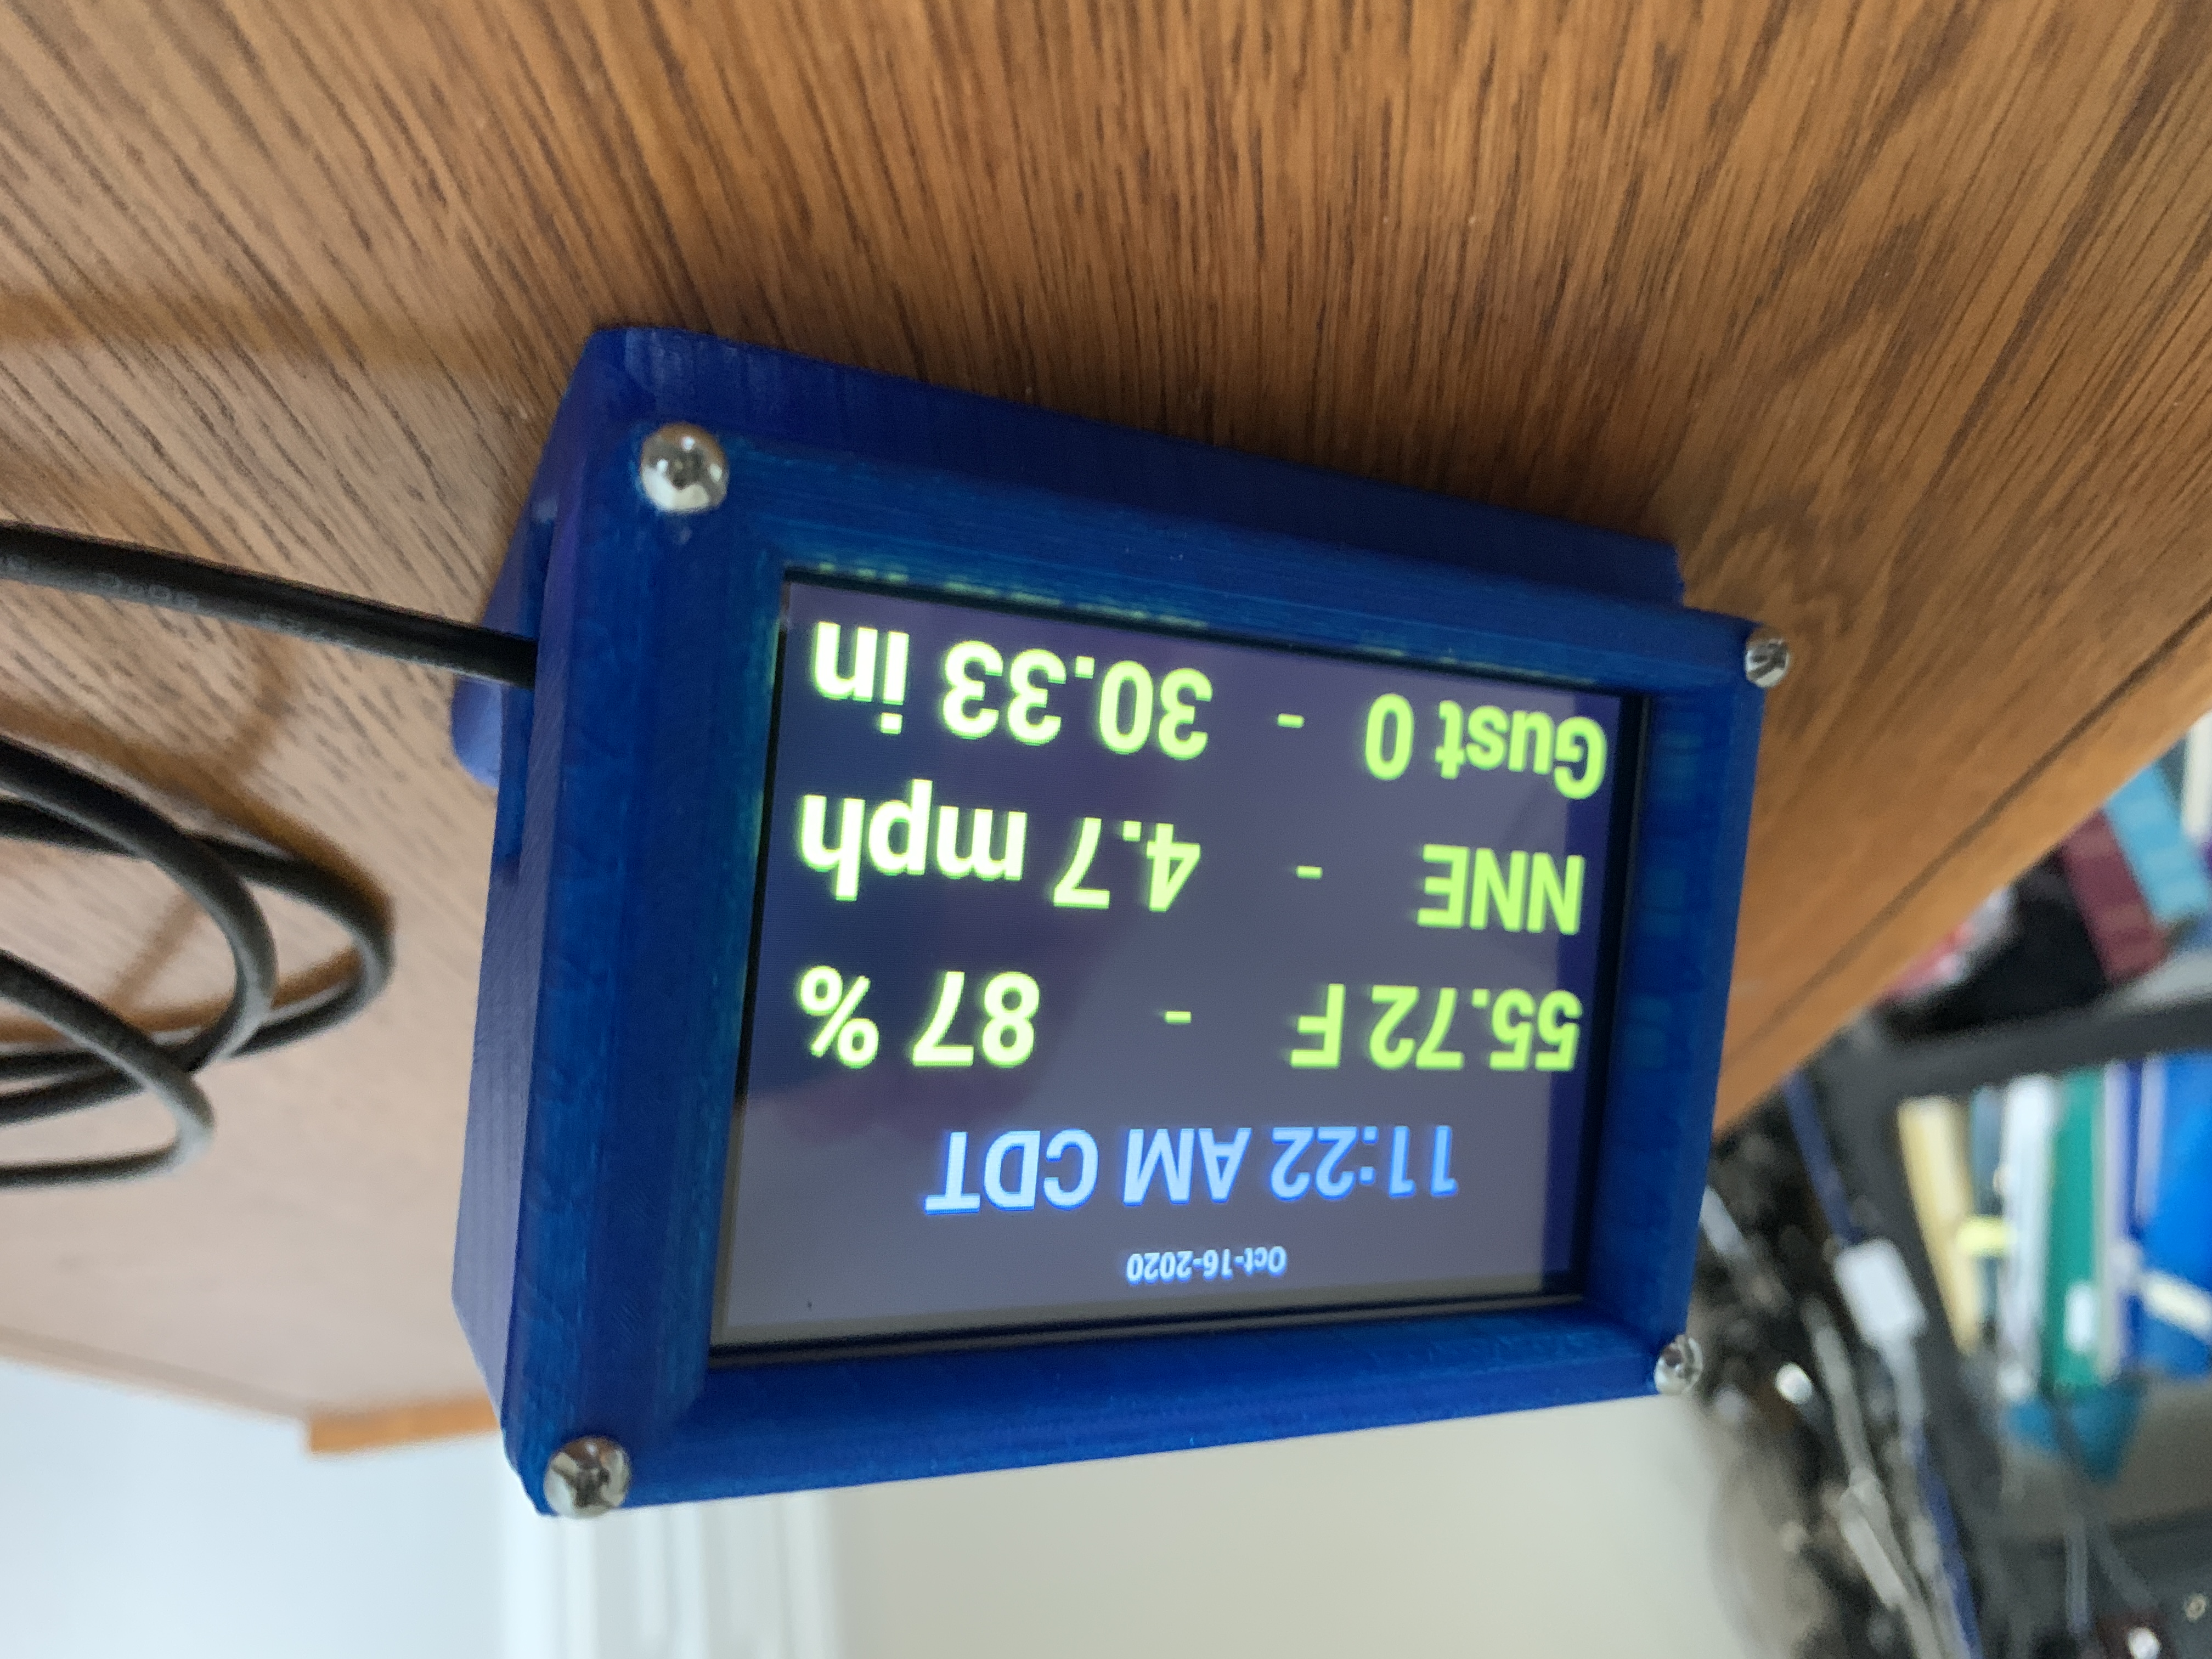 Oct-16-2020
11:22 AM CDT
55.72 F - 87 %
NNE - 4.7 mph
Gust 0 - 30.33 in
80°C